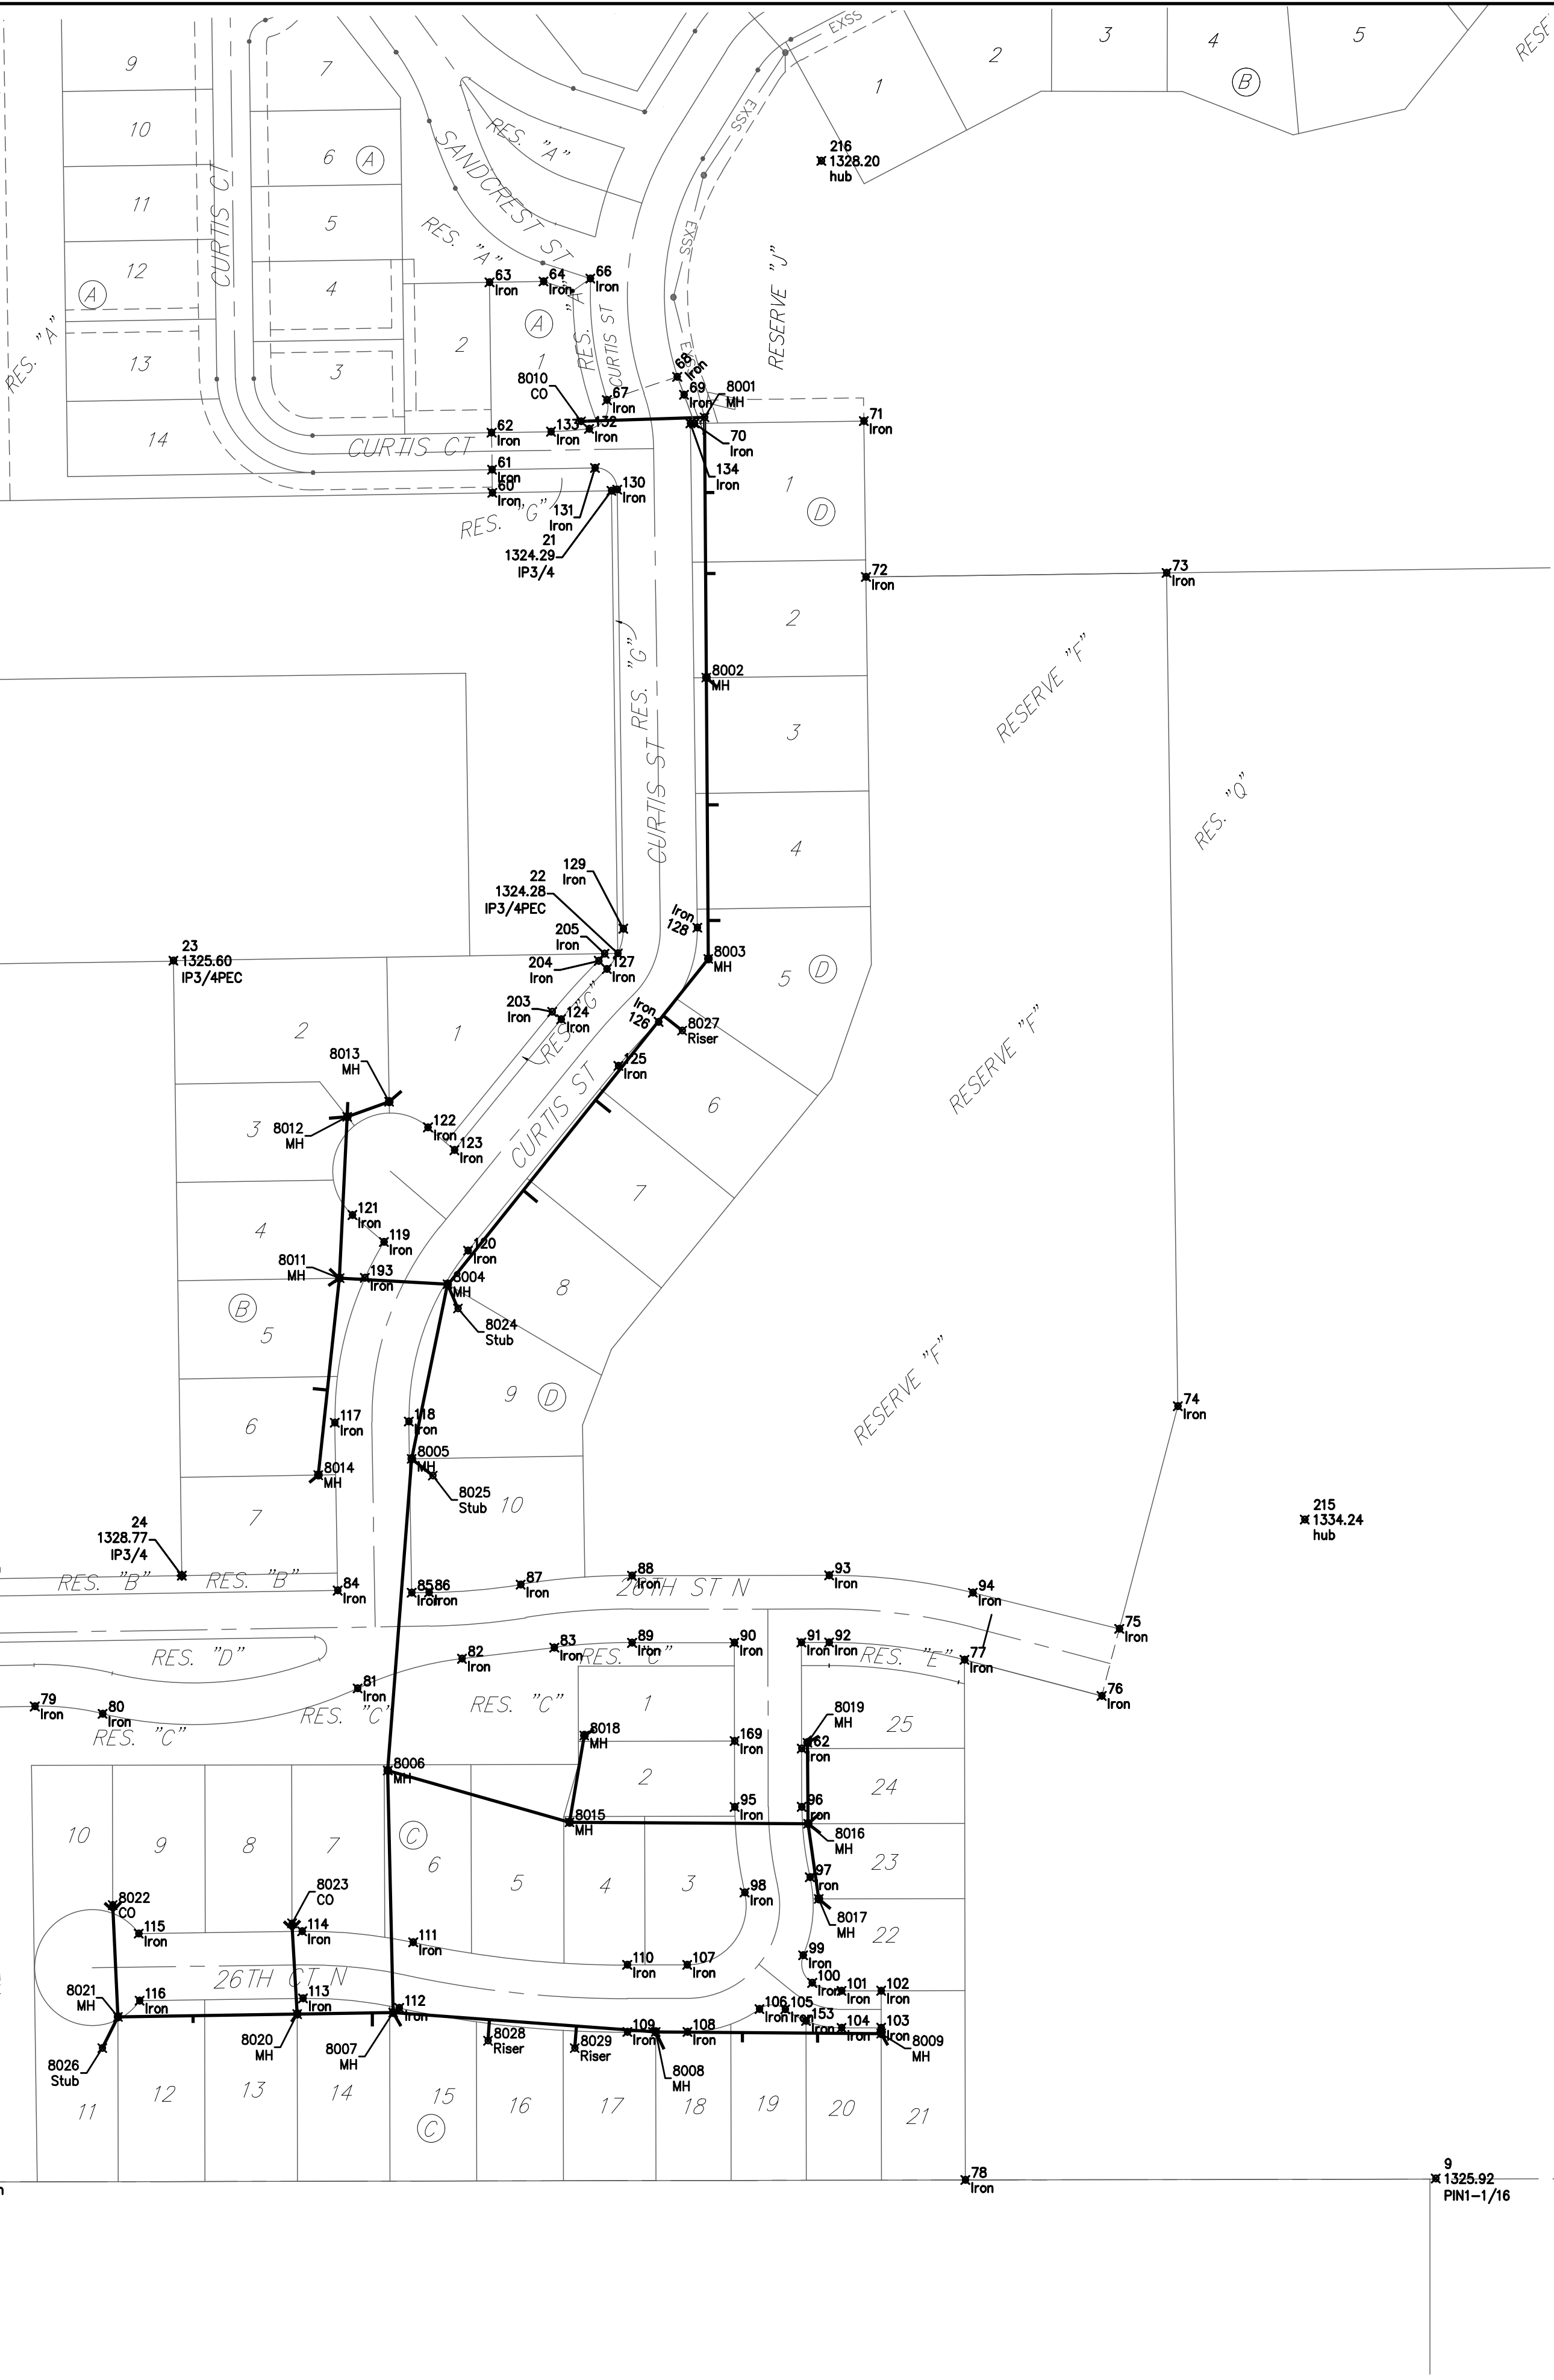 9
7
EXSS
3
4
5
RESE
2
B
1
10
6
A
RES. "A"
SANDCREST ST
EXSS
216
1328.20
hub
11
CURTIS CT
5
RES. "A"
EXSS
RESERVE "J"
12
4
63
Iron
64
Iron
66
Iron
A
RES. "A"
A
RES. "A"
CURTIS ST
13
3
2
1
68
Iron
8010
CO
67
Iron
69
Iron
8001
MH
14
CURTIS CT
62
Iron
133
132
Iron
70
Iron
71
Iron
61
Iron
134
Iron
60
Iron
130
Iron
131
Iron
1
D
RES. "G"
21
1324.29
IP3/4
72
Iron
73
Iron
2
RES. "G"
RESERVE "F"
8002
MH
CURTIS ST
3
RES. "Q"
4
129
Iron
22
1324.28
IP3/4PEC
Iron
128
205
Iron
23
1325.60
IP3/4PEC
204
Iron
127
Iron
8003
MH
5
D
203
Iron
124
Iron
RES. "G"
Iron
126
8027
Riser
2
1
RESERVE "F"
8013
MH
125
Iron
CURTIS ST
6
8012
MH
3
122
Iron
123
Iron
7
121
Iron
4
119
Iron
120
Iron
8011
MH
193
Iron
8004
MH
8
B
8024
Stub
5
RESERVE "F"
9
D
117
Iron
118
Iron
6
74
Iron
8005
MH
8014
MH
8025
Stub
10
7
215
1334.24
hub
24
1328.77
IP3/4
RES. "B"
RES. "B"
84
Iron
85
Iron
86
Iron
87
Iron
88
Iron
26TH ST N
93
Iron
94
Iron
75
Iron
RES. "D"
82
Iron
83
Iron
89
Iron
RES. "C"
90
Iron
91
Iron
92
Iron
RES. "E"
77
Iron
81
Iron
76
Iron
79
Iron
80
Iron
RES. "C"
RES. "C"
RES. "C"
1
8018
MH
169
Iron
8019
MH
162
Iron
25
8006
MH
2
24
95
Iron
96
Iron
8015
MH
8016
MH
10
9
8
7
C
6
5
4
3
23
97
Iron
98
Iron
8022
CO
8023
CO
8017
MH
22
115
Iron
114
Iron
111
Iron
110
Iron
107
Iron
99
Iron
26TH CT N
100
Iron
101
Iron
102
Iron
8021
MH
116
Iron
113
Iron
112
Iron
106
Iron
105
Iron
153
Iron
104
Iron
103
Iron
8020
MH
8007
MH
8028
Riser
8029
Riser
109
Iron
108
Iron
8009
MH
8026
Stub
8008
MH
11
12
13
14
15
C
16
17
18
19
20
21
78
Iron
9
1325.92
PIN1-1/16
n